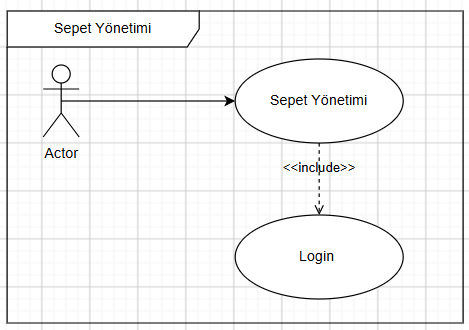 Sepet Yönetimi
Sepet Yönetimi
Actor
<<include>>
Login